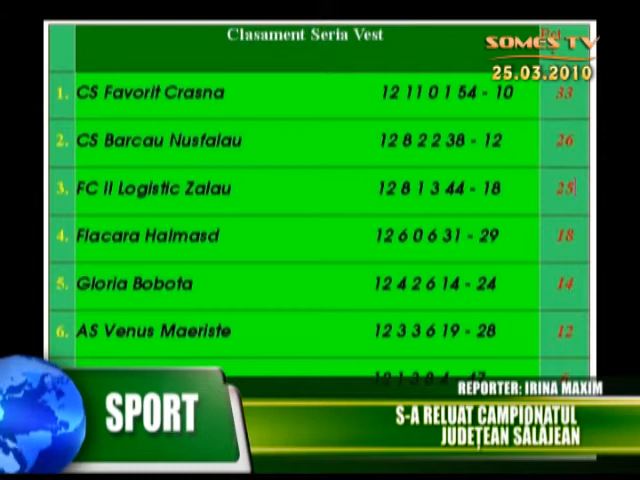 Clasament Seria Vest
SOMES TV
25.03.2010
1. CS Favorit Crasna 12 11 0 1 54 - 10 33
2. CS Barcau Nusfalau 12 8 2 2 38 - 12 26
3. FC II Logistic Zalau 12 8 1 3 44 - 18 25
4. Flacara Halmasd 12 6 0 6 31 - 29 18
5. Gloria Bobota 12 4 2 6 14 - 24 14
6. AS Venus Maeriste 12 3 3 6 19 - 28 12
REPORTER: IRINA MAXIM
SPORT
S-A RELUAT CAMPIONATUL
JUDEŢEAN SĂLĂJEAN